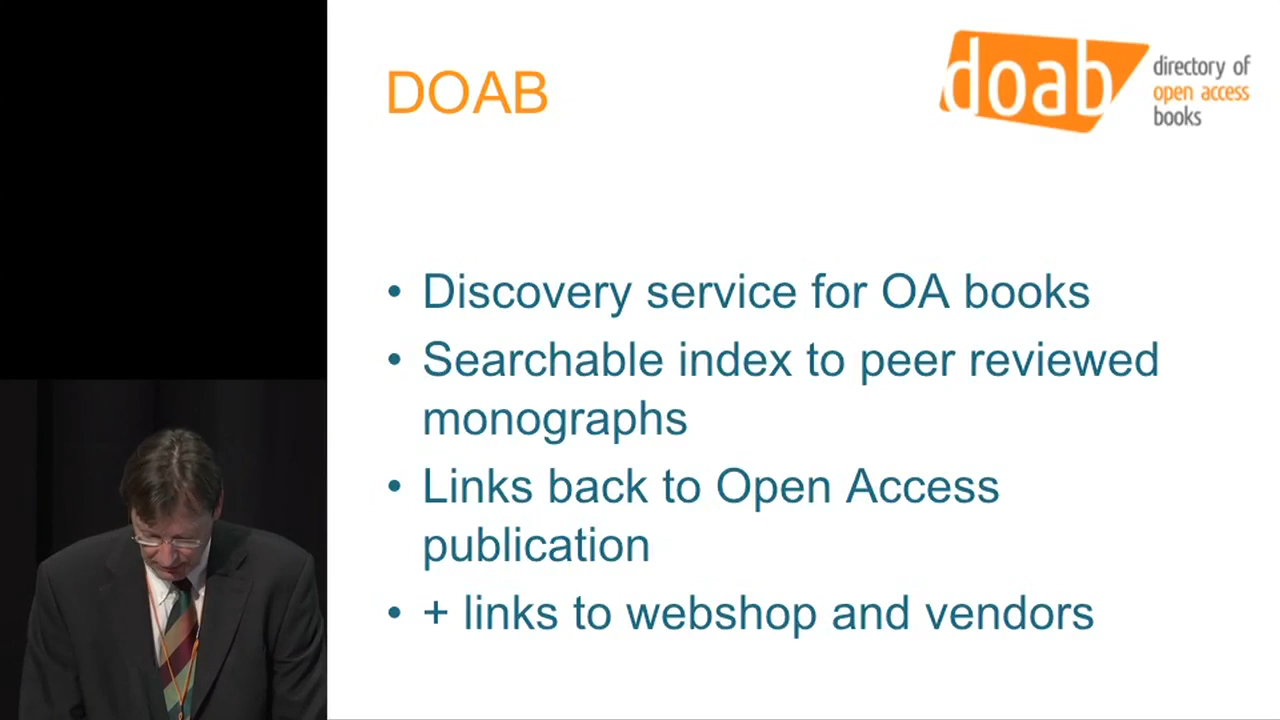 DOAB
doab
directory of
open access
books
• Discovery service for OA books
• Searchable index to peer reviewed
monographs
• Links back to Open Access
publication
• + links to webshop and vendors